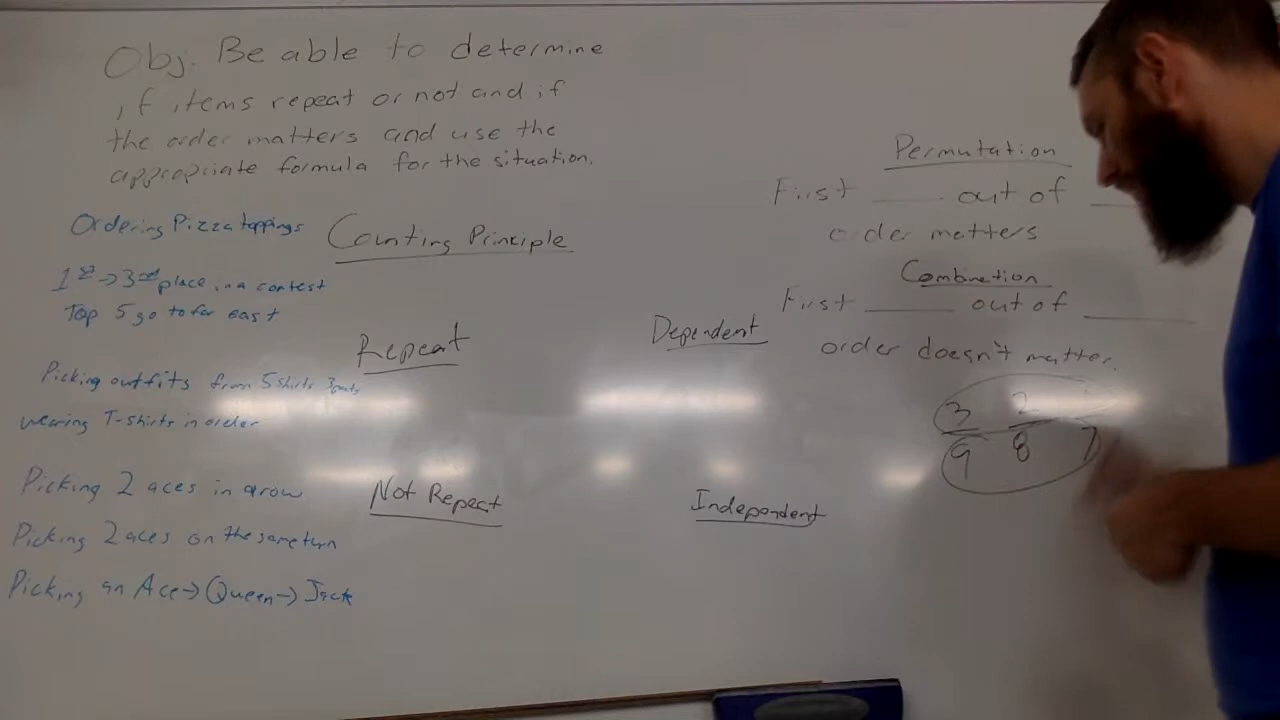 Obj. Be able to determine
if items repeat or not and if
the order matters and use the
appropriate formula for the situation.
Ordering Pizza toppings
Counting Principle
1st → 3rd place in a contest
Top 5 go to far east
Repeat
Picking outfits from 5 shirts 3 pants
wearing T-shirts in order
Picking 2 aces in a row
Not Repeat
Picking 2 aces on the same turn
Picking an Ace → Queen → Jack
Dependent
Independent
Permutation
First ____ out of ____
order matters
Combination
First ____ out of ____
order doesn't matter.
3 2
9 8 7